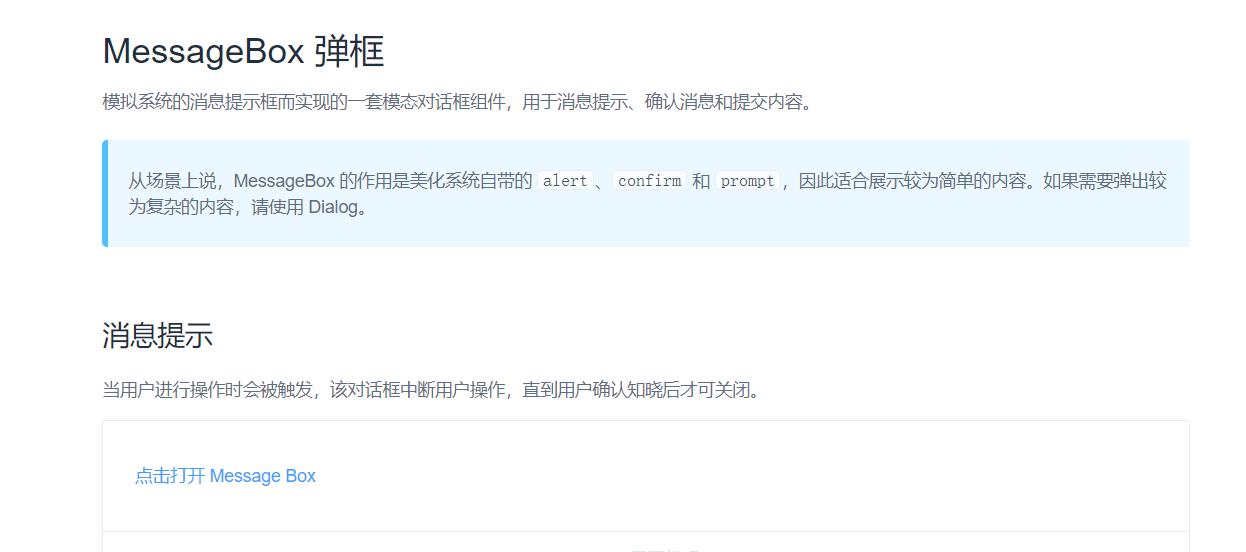 MessageBox 弹框
模拟系统的消息提示框而实现的一套模态对话框组件，用于消息提示、确认消息和提交内容。
从场景上说，MessageBox 的作用是美化系统自带的 alert、confirm 和 prompt，因此适合展示较为简单的内容。如果需要弹出较
为复杂的内容，请使用 Dialog。
消息提示
当用户进行操作时会被触发，该对话框中断用户操作，直到用户确认知晓后才可关闭。
点击打开 Message Box